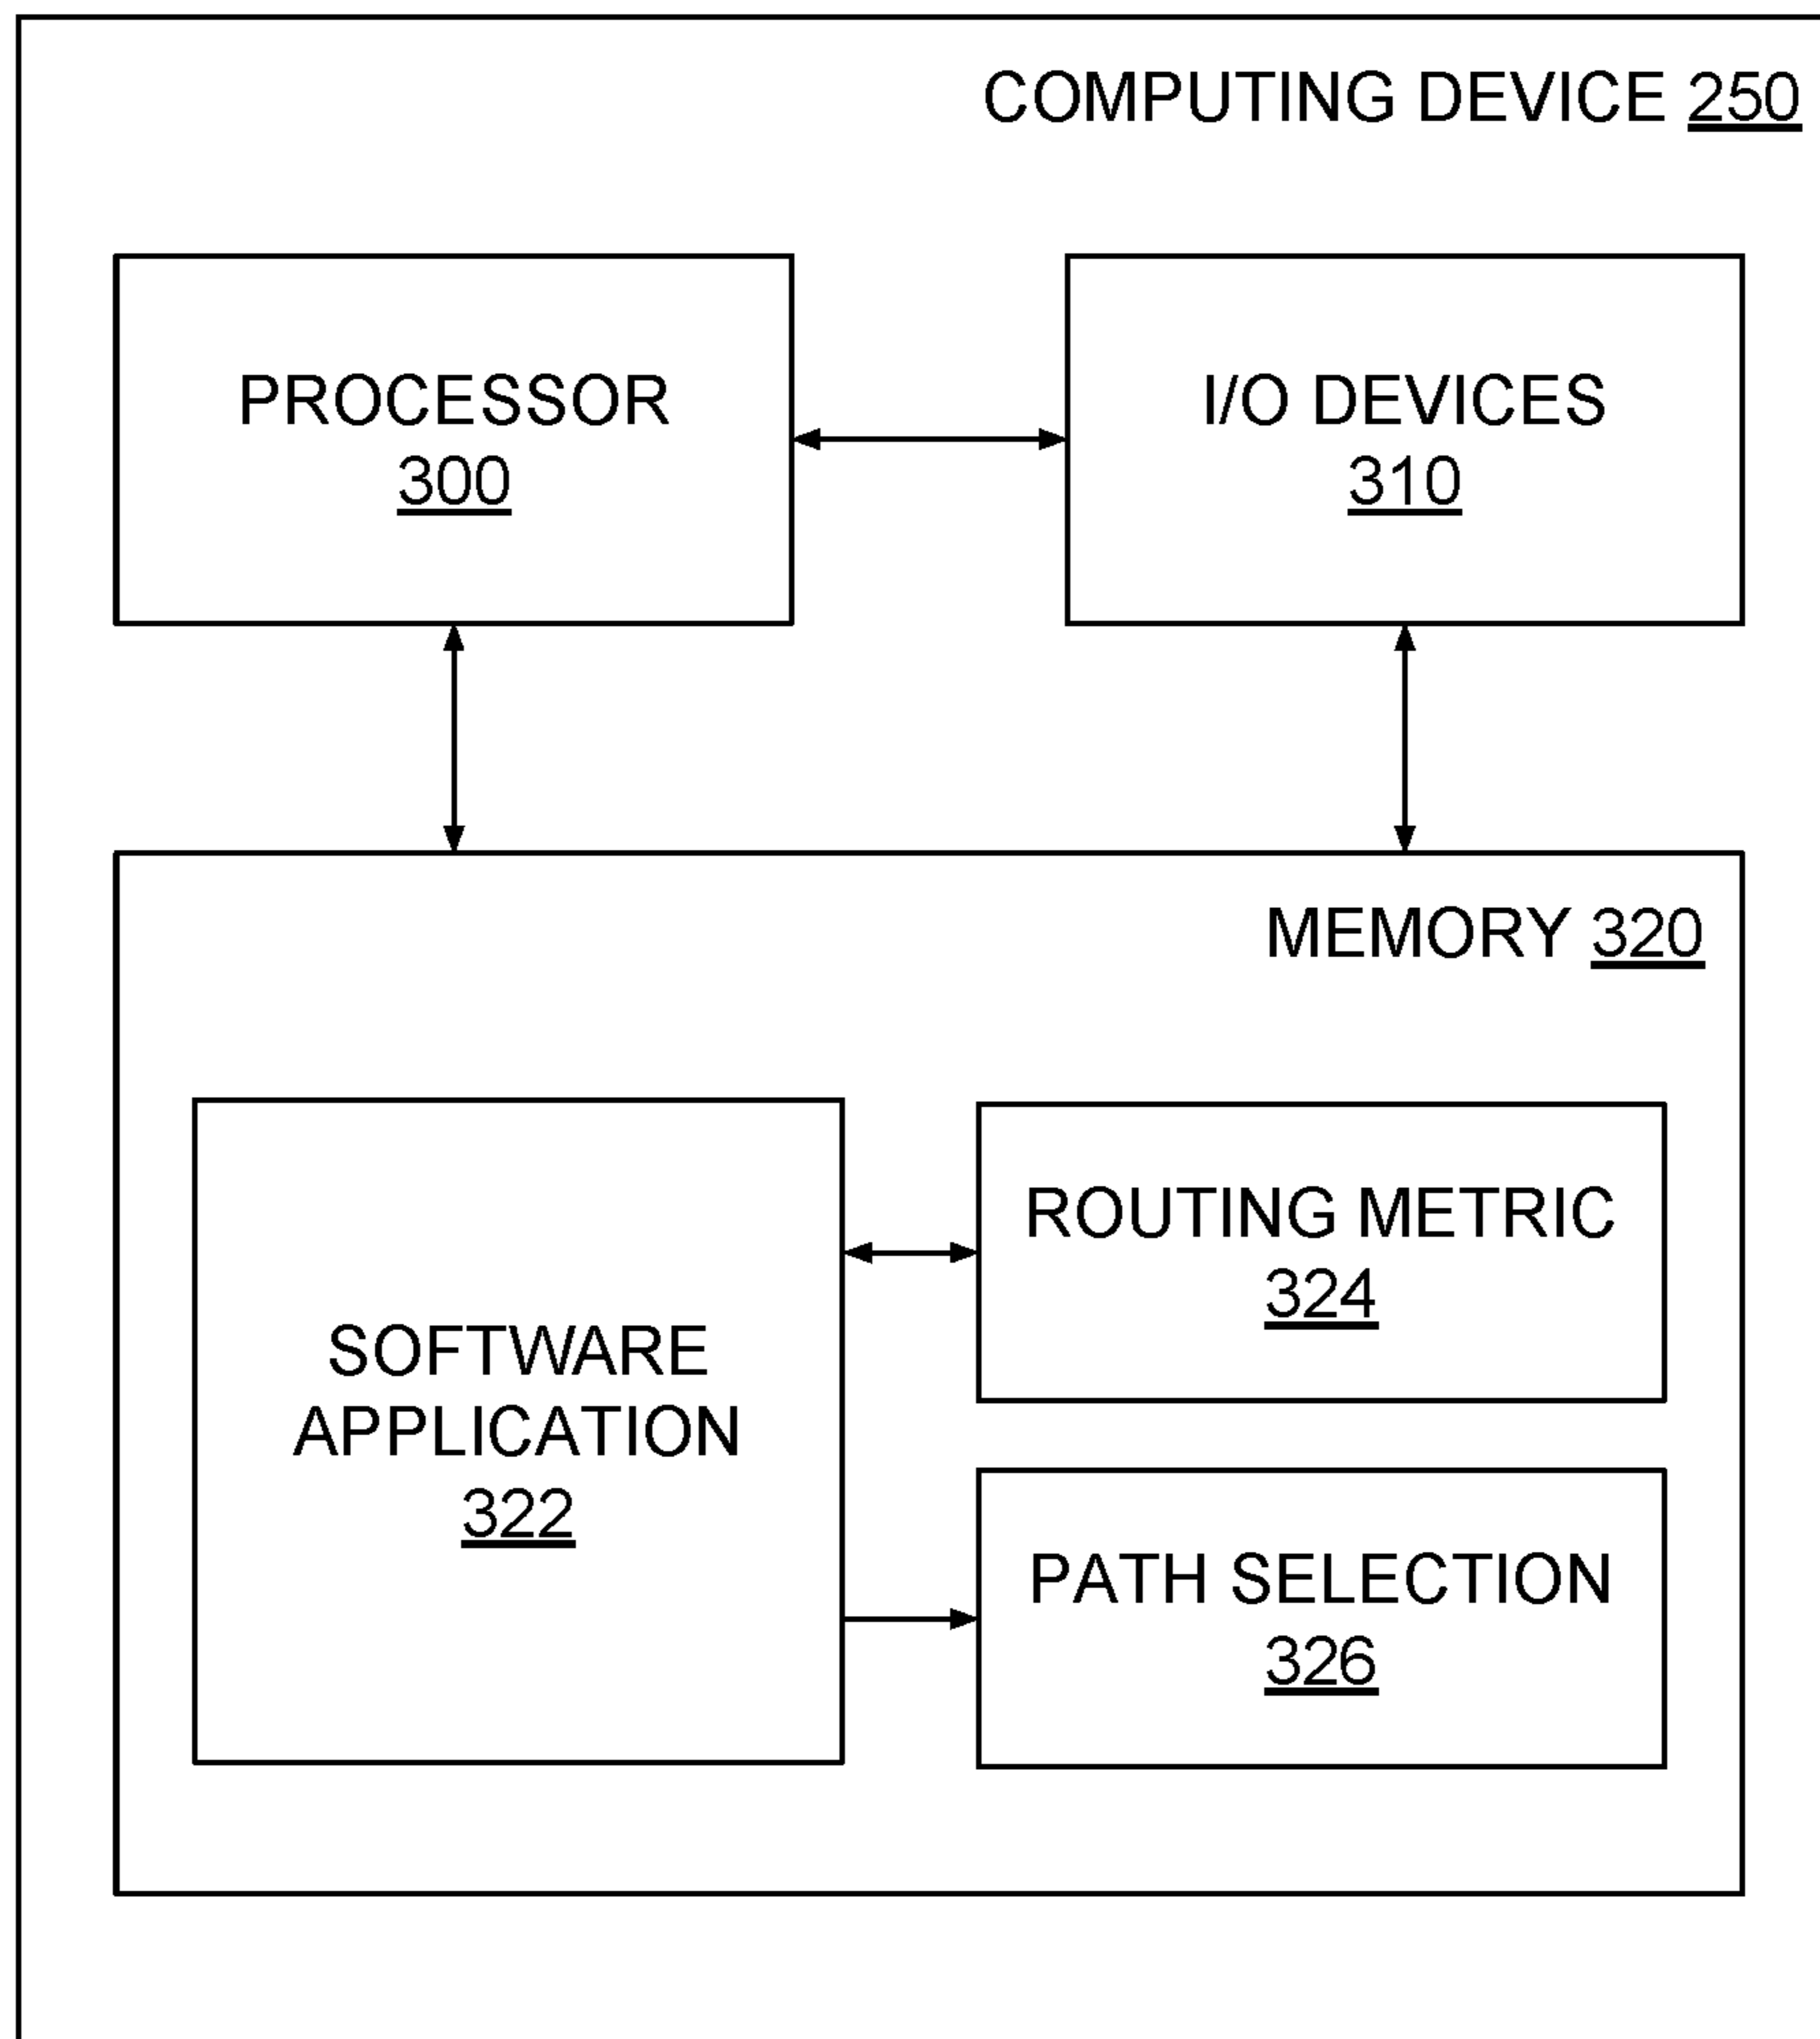 COMPUTING DEVICE 250
PROCESSOR
300
I/O DEVICES
310
MEMORY 320
SOFTWARE
APPLICATION
322
ROUTING METRIC
324
PATH SELECTION
326